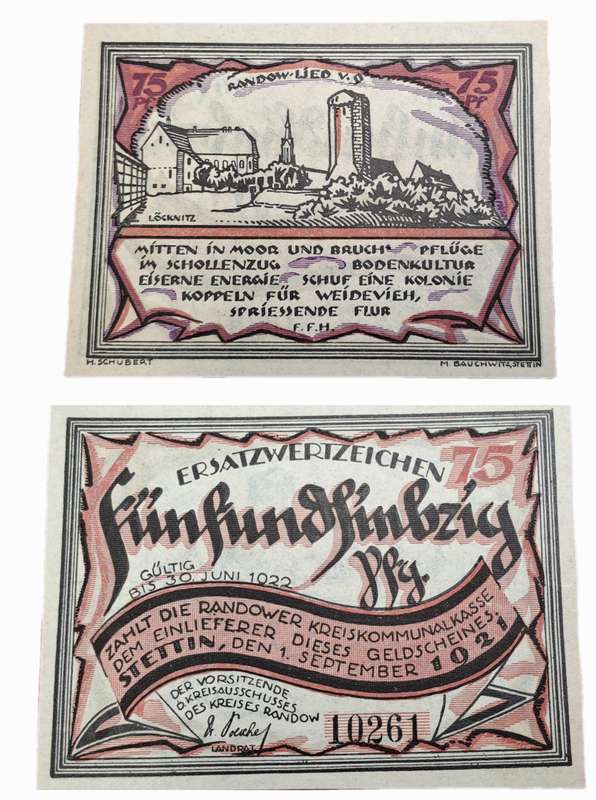 75 Pf
RANDOW-LIED V. 9
75 Pf
LÖCKNITZ
MITTEN IN MOOR UND BRUCH PFLÜGE
IM SCHOLLENZUG BODENKULTUR
EISERNE ENERGIE SCHUF EINE KOLONIE
KOPPELN FÜR WEIDEVIEH,
SPRIESSENDE FLUR
F.F.H.
H. SCHUBERT
M. BAUCHWITZ, STETTIN
ERSATZWERTZEICHEN 75
Fünfundsiebzig
Pfg.
GÜLTIG
BIS 30. JUNI 1922
ZAHLT DIE RANDOWER KREISKOMMUNALKASSE
DEM EINLIEFERER DIESES GELDSCHEINES
STETTIN, DEN 1. SEPTEMBER 1921
DER VORSITZENDE
D. KREISAUSSCHUSSES
DES KREISES RANDOW
LANDRAT
10261